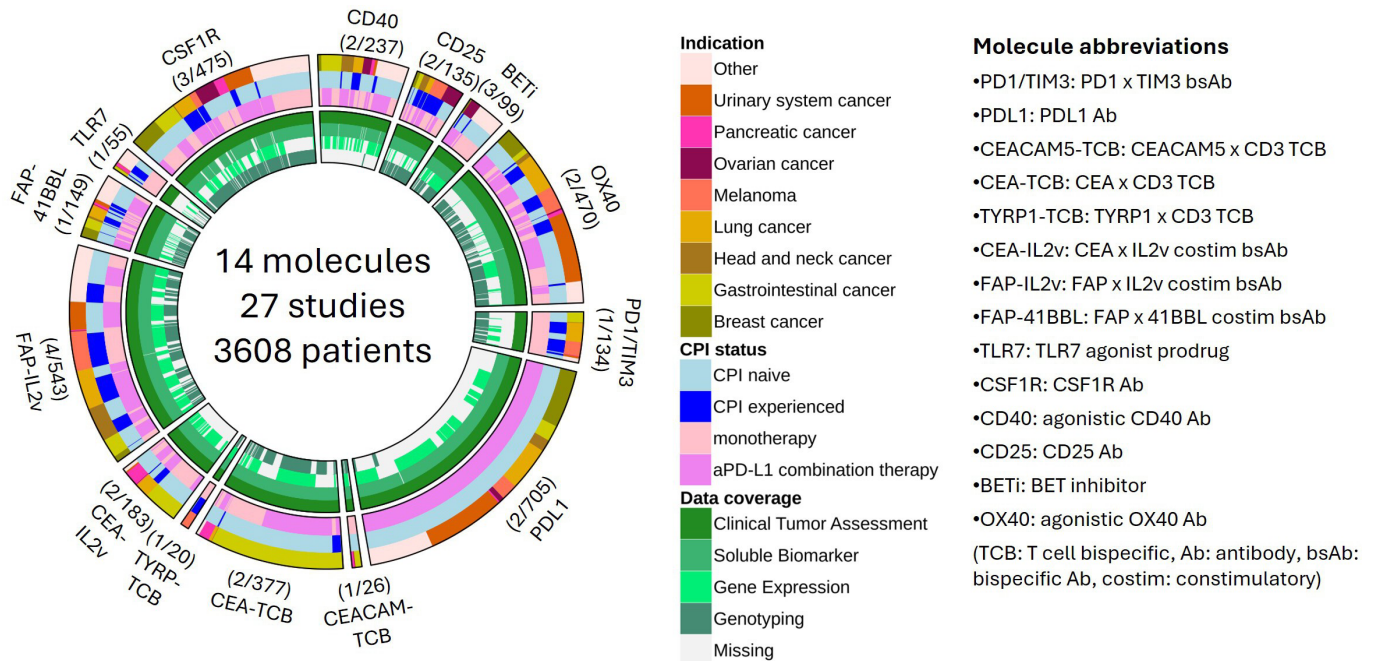 CSF1R
(3/475)
CD40
(2/237)
CD25
(2/135)
BETi
(3/99)
OX40
(2/470)
PD1/TIM3
(1/134)
(2/705)
PDL1
(1/26)
CEACAM-
TCB
(2/377)
CEA-TCB
(1/20)
TYRP-
TCB
(2/183)
CEA-
IL2v
(4/543)
FAP-IL2v
FAP-
41BBL
(1/149)
TLR7
(1/55)
14 molecules
27 studies
3608 patients
Indication
Other
Urinary system cancer
Pancreatic cancer
Ovarian cancer
Melanoma
Lung cancer
Head and neck cancer
Gastrointestinal cancer
Breast cancer
CPI status
CPI naive
CPI experienced
monotherapy
aPD-L1 combination therapy
Data coverage
Clinical Tumor Assessment
Soluble Biomarker
Gene Expression
Genotyping
Missing
Molecule abbreviations
•PD1/TIM3: PD1 x TIM3 bsAb
•PDL1: PDL1 Ab
•CEACAM5-TCB: CEACAM5 x CD3 TCB
•CEA-TCB: CEA x CD3 TCB
•TYRP1-TCB: TYRP1 x CD3 TCB
•CEA-IL2v: CEA x IL2v costim bsAb
•FAP-IL2v: FAP x IL2v costim bsAb
•FAP-41BBL: FAP x 41BBL costim bsAb
•TLR7: TLR7 agonist prodrug
•CSF1R: CSF1R Ab
•CD40: agonistic CD40 Ab
•CD25: CD25 Ab
•BETi: BET inhibitor
•OX40: agonistic OX40 Ab
(TCB: T cell bispecific, Ab: antibody, bsAb:
bispecific Ab, costim: constimulatory)